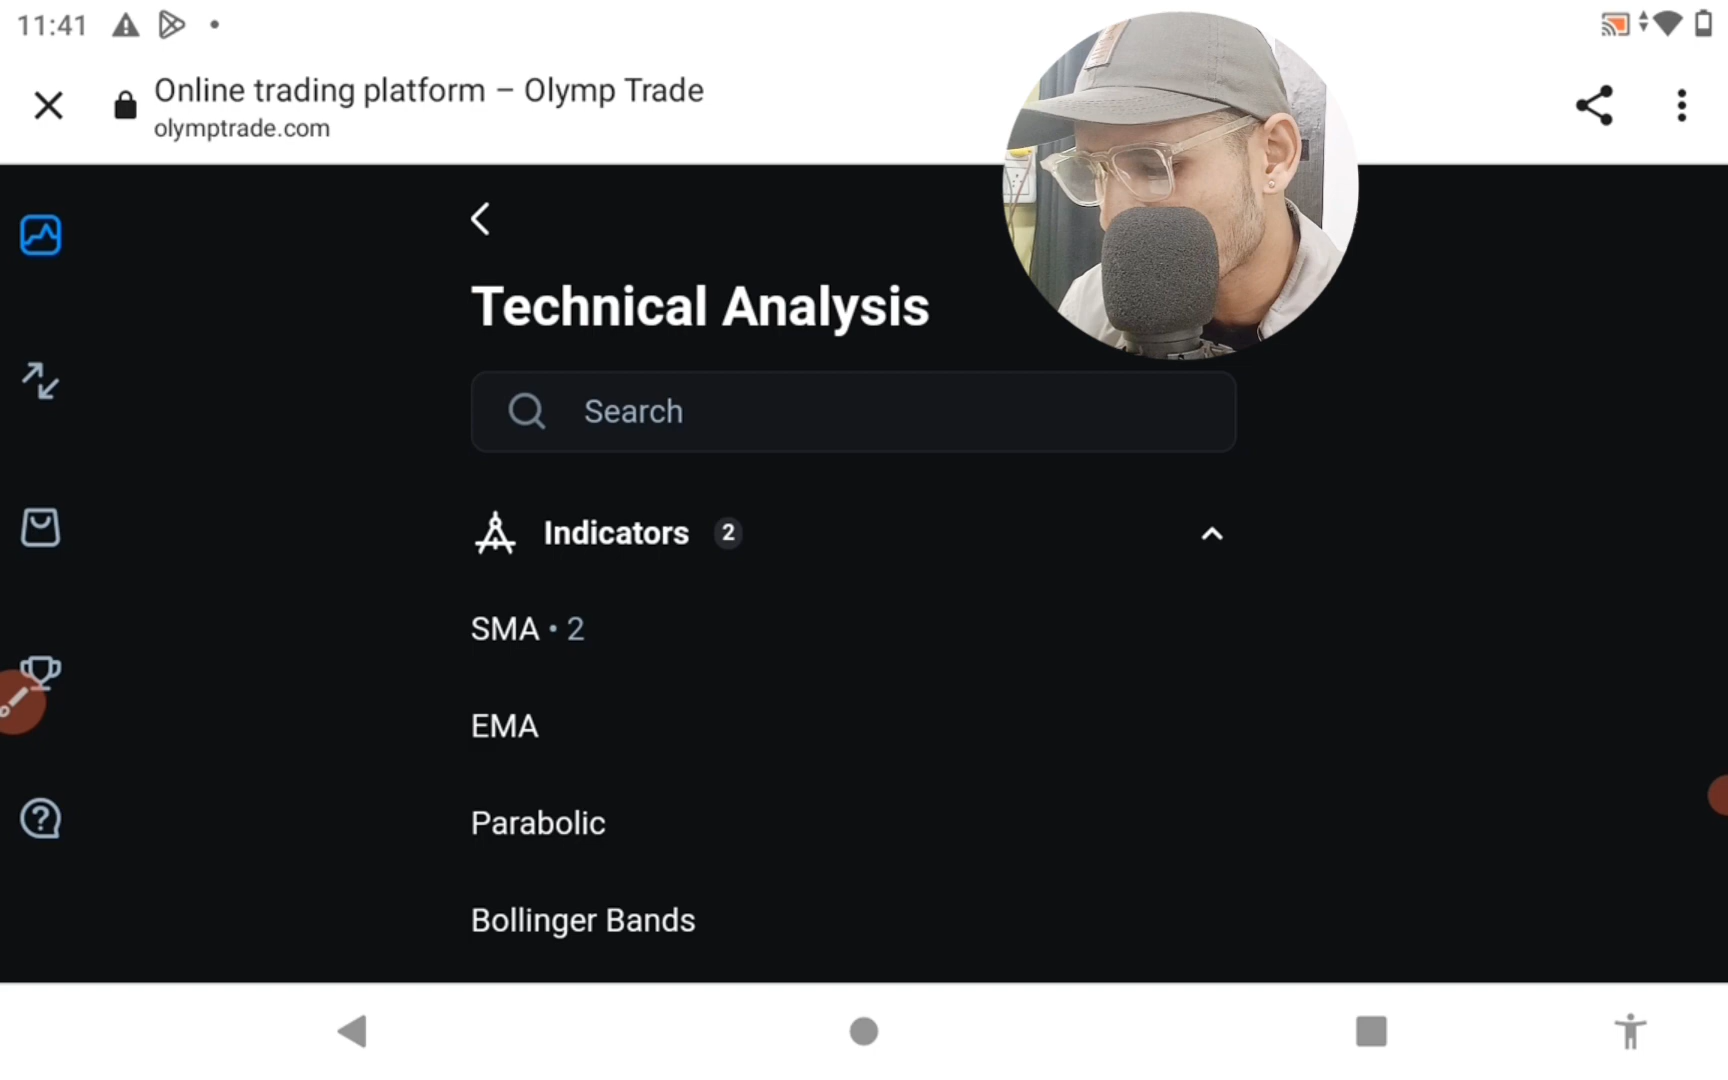 11:41
Online trading platform – Olymp Trade
olymptrade.com
Technical Analysis
Search
Indicators 2
SMA • 2
EMA
Parabolic
Bollinger Bands